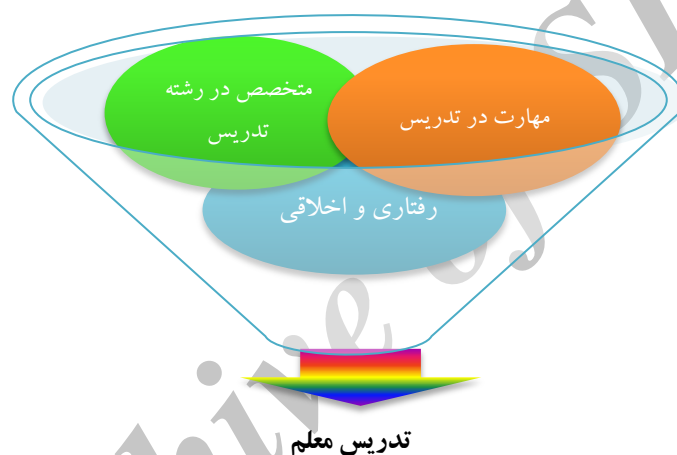 متخصص در رشته
تدریس
مهارت در تدریس
رفتاری و اخلاقی
تدریس معلم